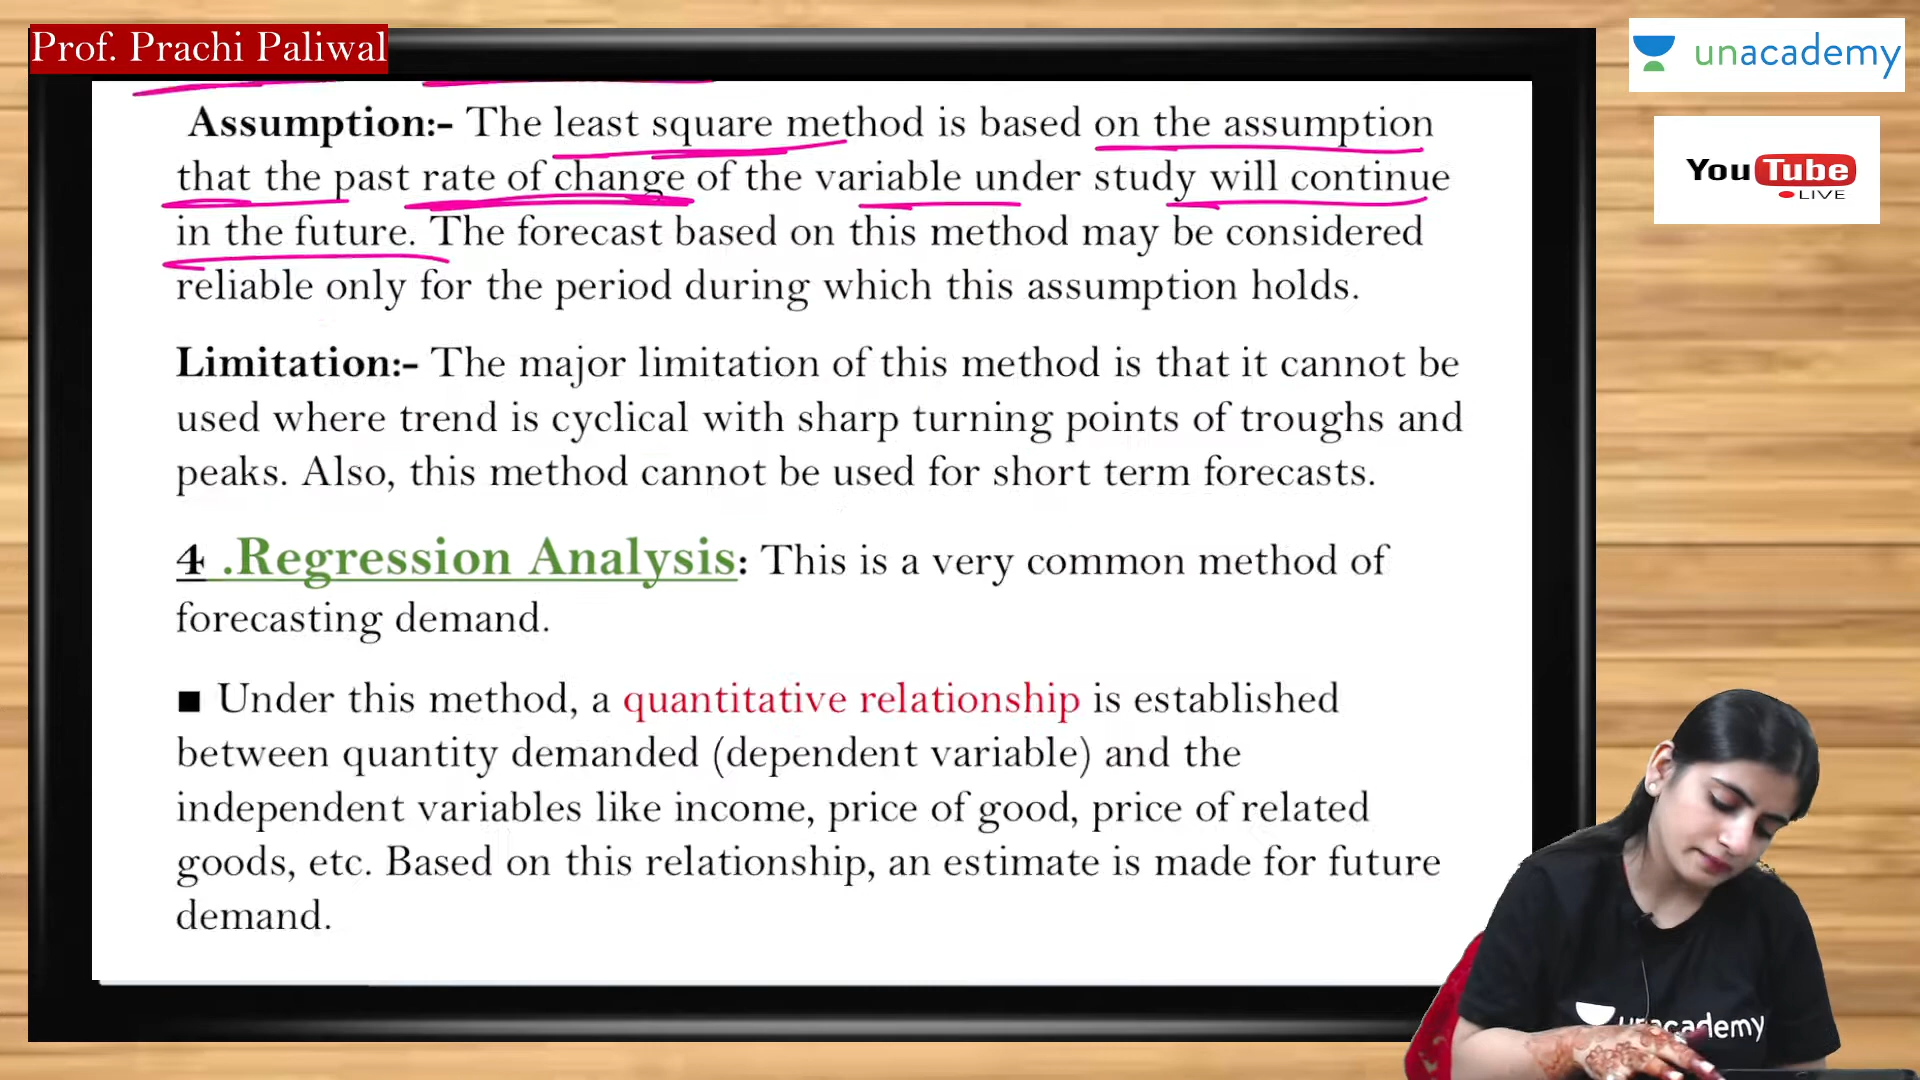 Prof. Prachi Paliwal
unacademy
You Tube
LIVE
Assumption:- The least square method is based on the assumption
that the past rate of change of the variable under study will continue
in the future. The forecast based on this method may be considered
reliable only for the period during which this assumption holds.
Limitation:- The major limitation of this method is that it cannot be
used where trend is cyclical with sharp turning points of troughs and
peaks. Also, this method cannot be used for short term forecasts.
4 .Regression Analysis: This is a very common method of
forecasting demand.
■ Under this method, a quantitative relationship is established
between quantity demanded (dependent variable) and the
independent variables like income, price of good, price of related
goods, etc. Based on this relationship, an estimate is made for future
demand.
unacademy